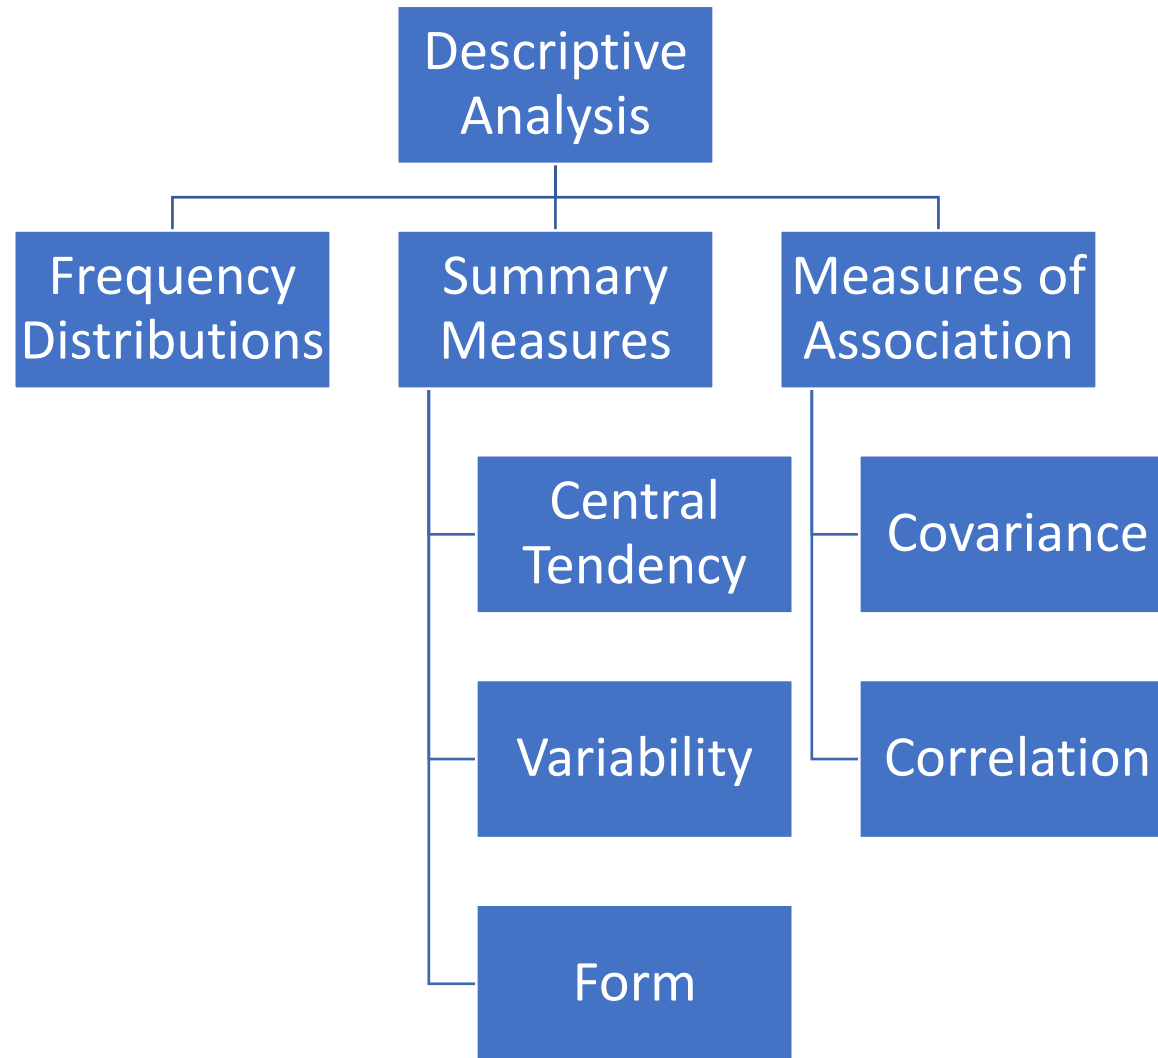 Descriptive
Analysis
Frequency
Distributions
Summary
Measures
Measures of
Association
Central
Tendency
Covariance
Variability
Correlation
Form